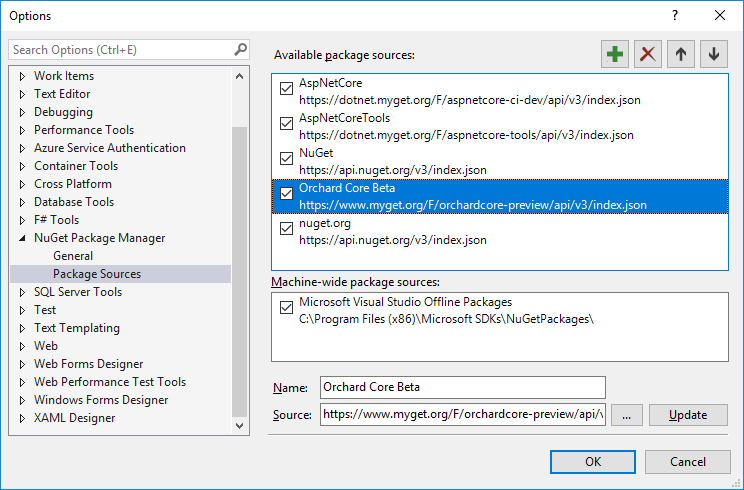 Options
Search Options (Ctrl+E)
Work Items
Text Editor
Debugging
Performance Tools
Azure Service Authentication
Container Tools
Cross Platform
Database Tools
F# Tools
NuGet Package Manager
General
Package Sources
SQL Server Tools
Test
Text Templating
Web
Web Forms Designer
Web Performance Test Tools
Windows Forms Designer
XAML Designer
Available package sources:
AspNetCore
https://dotnet.myget.org/F/aspnetcore-ci-dev/api/v3/index.json
AspNetCoreTools
https://dotnet.myget.org/F/aspnetcore-tools/api/v3/index.json
NuGet
https://api.nuget.org/v3/index.json
Orchard Core Beta
https://www.myget.org/F/orchardcore-preview/api/v3/index.json
nuget.org
https://api.nuget.org/v3/index.json
Machine-wide package sources:
Microsoft Visual Studio Offline Packages
C:\Program Files (x86)\Microsoft SDKs\NuGetPackages\
Name: Orchard Core Beta
Source: https://www.myget.org/F/orchardcore-preview/api/v ... Update
OK Cancel